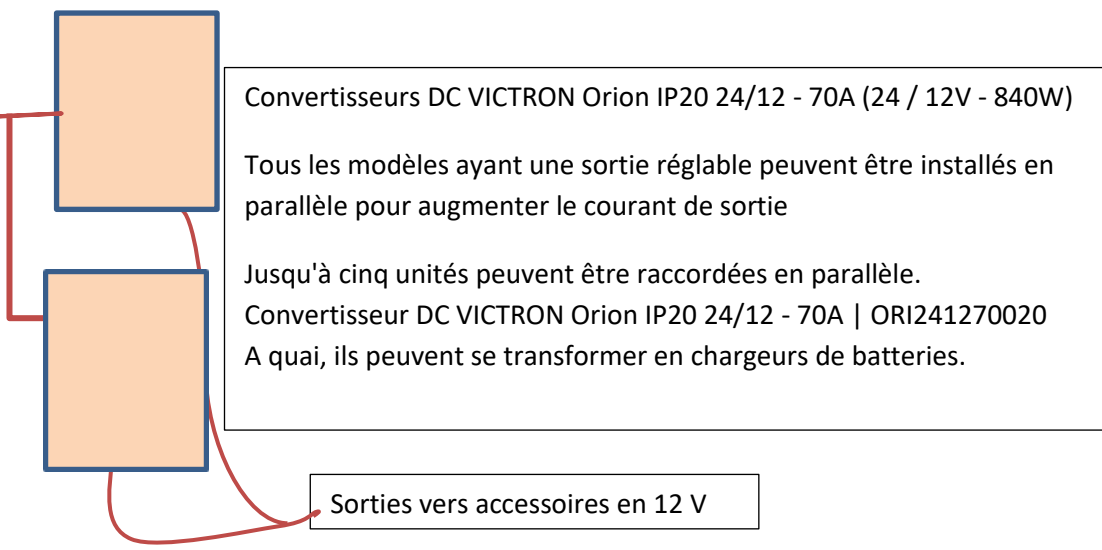 Convertisseurs DC VICTRON Orion IP20 24/12 - 70A (24 / 12V - 840W)
Tous les modèles ayant une sortie réglable peuvent être installés en
parallèle pour augmenter le courant de sortie
Jusqu'à cinq unités peuvent être raccordées en parallèle.
Convertisseur DC VICTRON Orion IP20 24/12 - 70A | ORI241270020
A quai, ils peuvent se transformer en chargeurs de batteries.
Sorties vers accessoires en 12 V